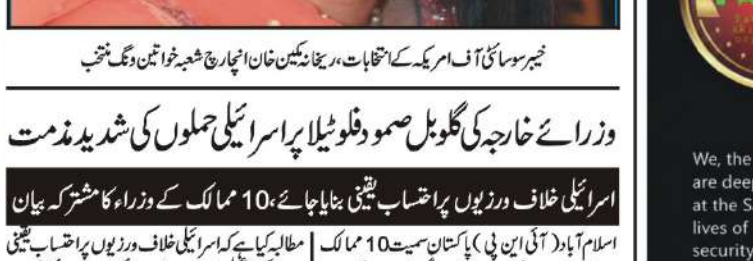 خیبر سوسائٹی آف امریکہ کے انتخابات، ریحانہ مکین خان انچارج شعبہ خواتین ونگ منتخب
وزرائے خارجہ کی گلوبل صمود فلوٹیلا پر اسرائیلی حملوں کی شدید مذمت
اسرائیلی خلاف ورزیوں پر احتساب یقینی بنایا جائے، 10 ممالک کے وزراء کا مشترکہ بیان
اسلام آباد (آئی این پی) پاکستان سمیت 10 ممالک
مطالبہ کیا ہے کہ اسرائیلی خلاف ورزیوں پر احتساب یقینی
We, the
are deep
at the S
lives of
security